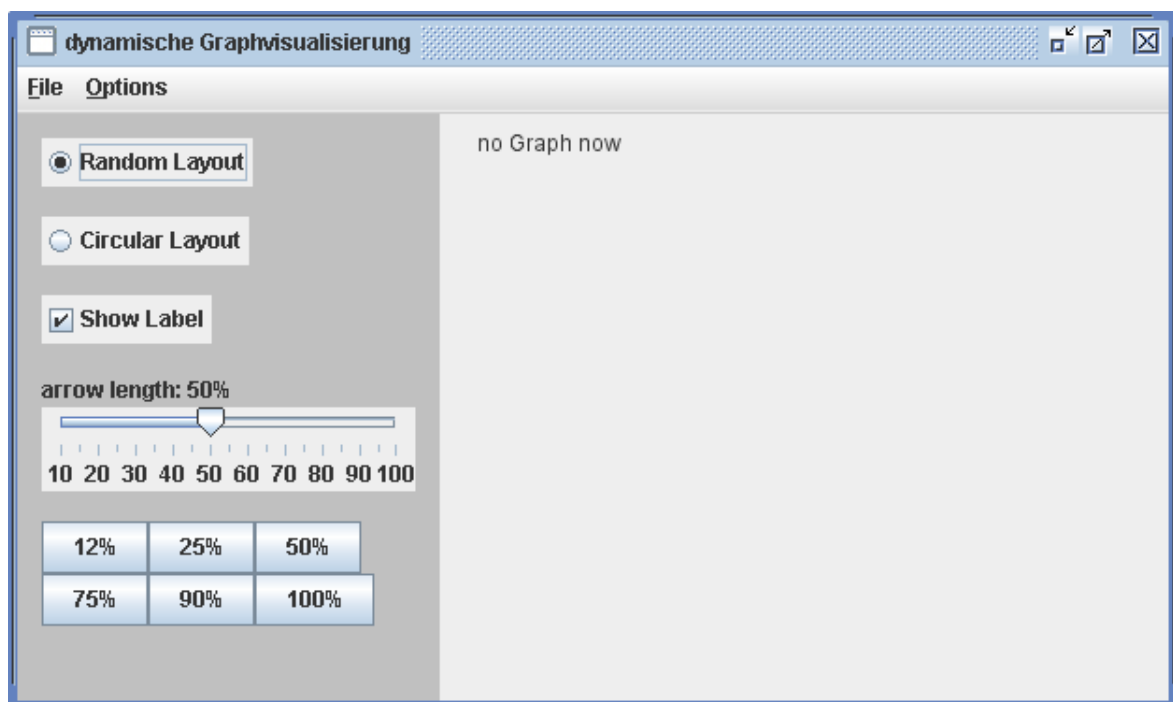 dynamische Graphvisualisierung
File Options
Random Layout
no Graph now
Circular Layout
Show Label
arrow length: 50%
10 20 30 40 50 60 70 80 90 100
12% 25% 50%
75% 90% 100%